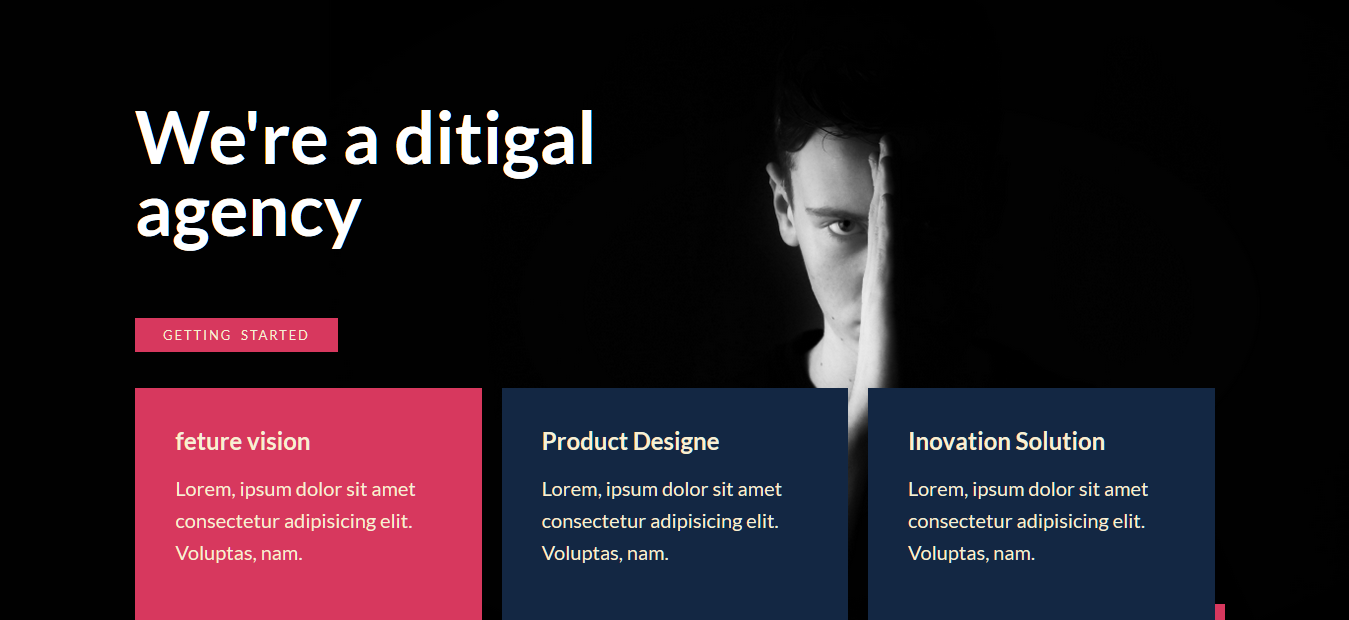 We're a ditigal
agency
GETTING STARTED
feture vision
Lorem, ipsum dolor sit amet
consectetur adipisicing elit.
Voluptas, nam.
Product Designe
Lorem, ipsum dolor sit amet
consectetur adipisicing elit.
Voluptas, nam.
Inovation Solution
Lorem, ipsum dolor sit amet
consectetur adipisicing elit.
Voluptas, nam.